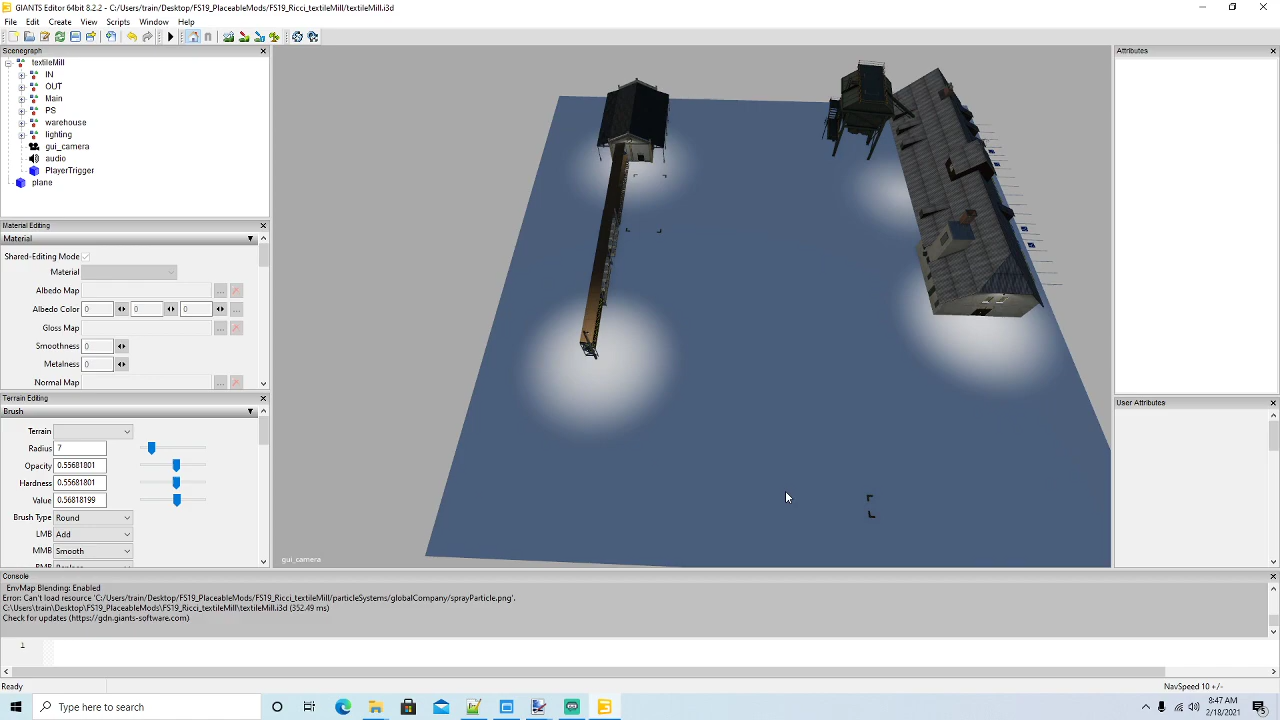 GIANTS Editor 64bit 8.2.2 - C:/Users/train/Desktop/FS19_PlaceableMods/FS19_Ricci_textileMill/textileMill.i3d
File Edit Create View Scripts Window Help
Scenegraph
textileMill
IN
OUT
Main
PS
warehouse
lighting
gui_camera
audio
PlayerTrigger
plane
Material Editing
Material
Shared-Editing Mode
Material
Albedo Map
Albedo Color 0 0 0
Gloss Map
Smoothness 0
Metalness 0
Normal Map
Terrain Editing
Brush
Terrain
Radius 7
Opacity 0.55681801
Hardness 0.55681801
Value 0.56818199
Brush Type Round
LMB Add
MMB Smooth
gui_camera
Attributes
User Attributes
Console
EnvMap Blending: Enabled
Error: Can't load resource 'C:/Users/train/Desktop/FS19_PlaceableMods/FS19_Ricci_textileMill/particleSystems/globalCompany/sprayParticle.png'.
C:\Users\train\Desktop\FS19_PlaceableMods\FS19_Ricci_textileMill\textileMill.i3d (352.49 ms)
Check for updates (https://gdn.giants-software.com)
1
Ready
NavSpeed 10 +/-
Type here to search
8:47 AM
2/18/2021